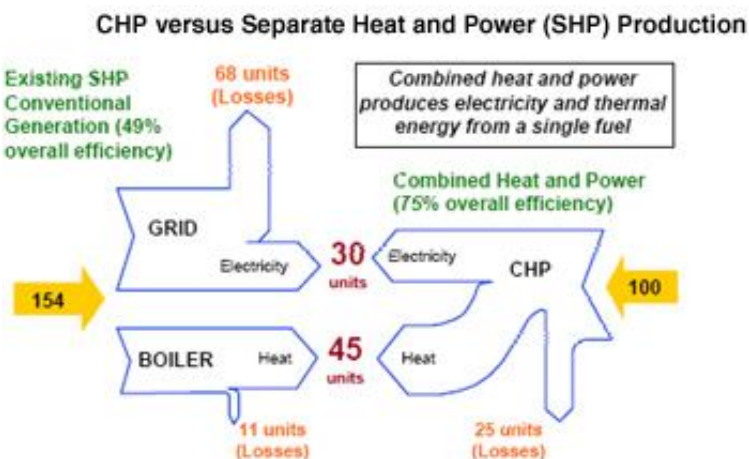 CHP versus Separate Heat and Power (SHP) Production
Existing SHP
Conventional
Generation (49%
overall efficiency)
68 units
(Losses)
Combined heat and power
produces electricity and thermal
energy from a single fuel
Combined Heat and Power
(75% overall efficiency)
GRID
Electricity
30
units
Electricity
CHP
154
100
BOILER
Heat
45
units
Heat
11 units
(Losses)
25 units
(Losses)